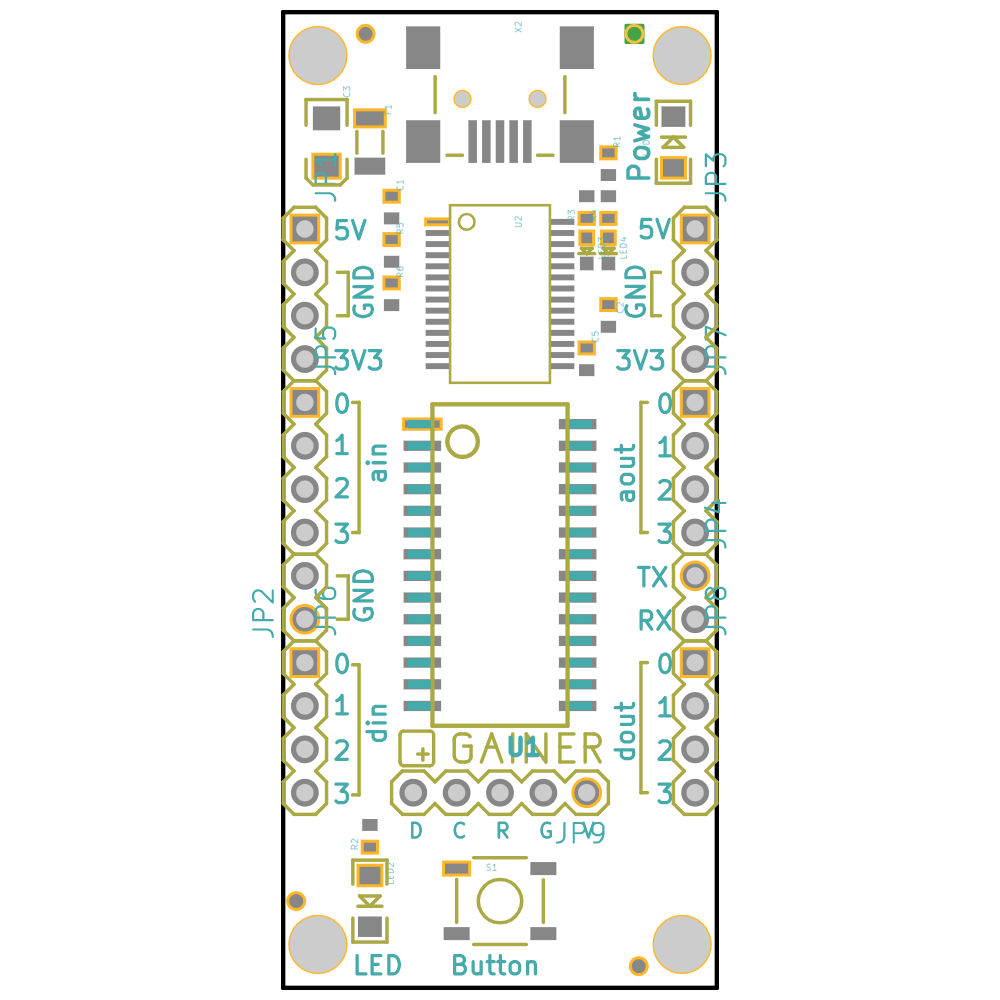 X2
C3
F1
Power
R1
JP1
JP3
C1
5V
U2
R3
5V
R5
LED3
LED4
GND
R6
GND
C2
JP5
3V3
C5
3V3
JP7
0
0
1
ain
aout
1
2
2
3
3
JP4
TX
GND
JP2
JP6
RX
JP8
0
0
1
din
dout
1
2
+ GAINER
U1
2
3
3
D C R G V
JP9
R2
LED2
S1
LED
Button